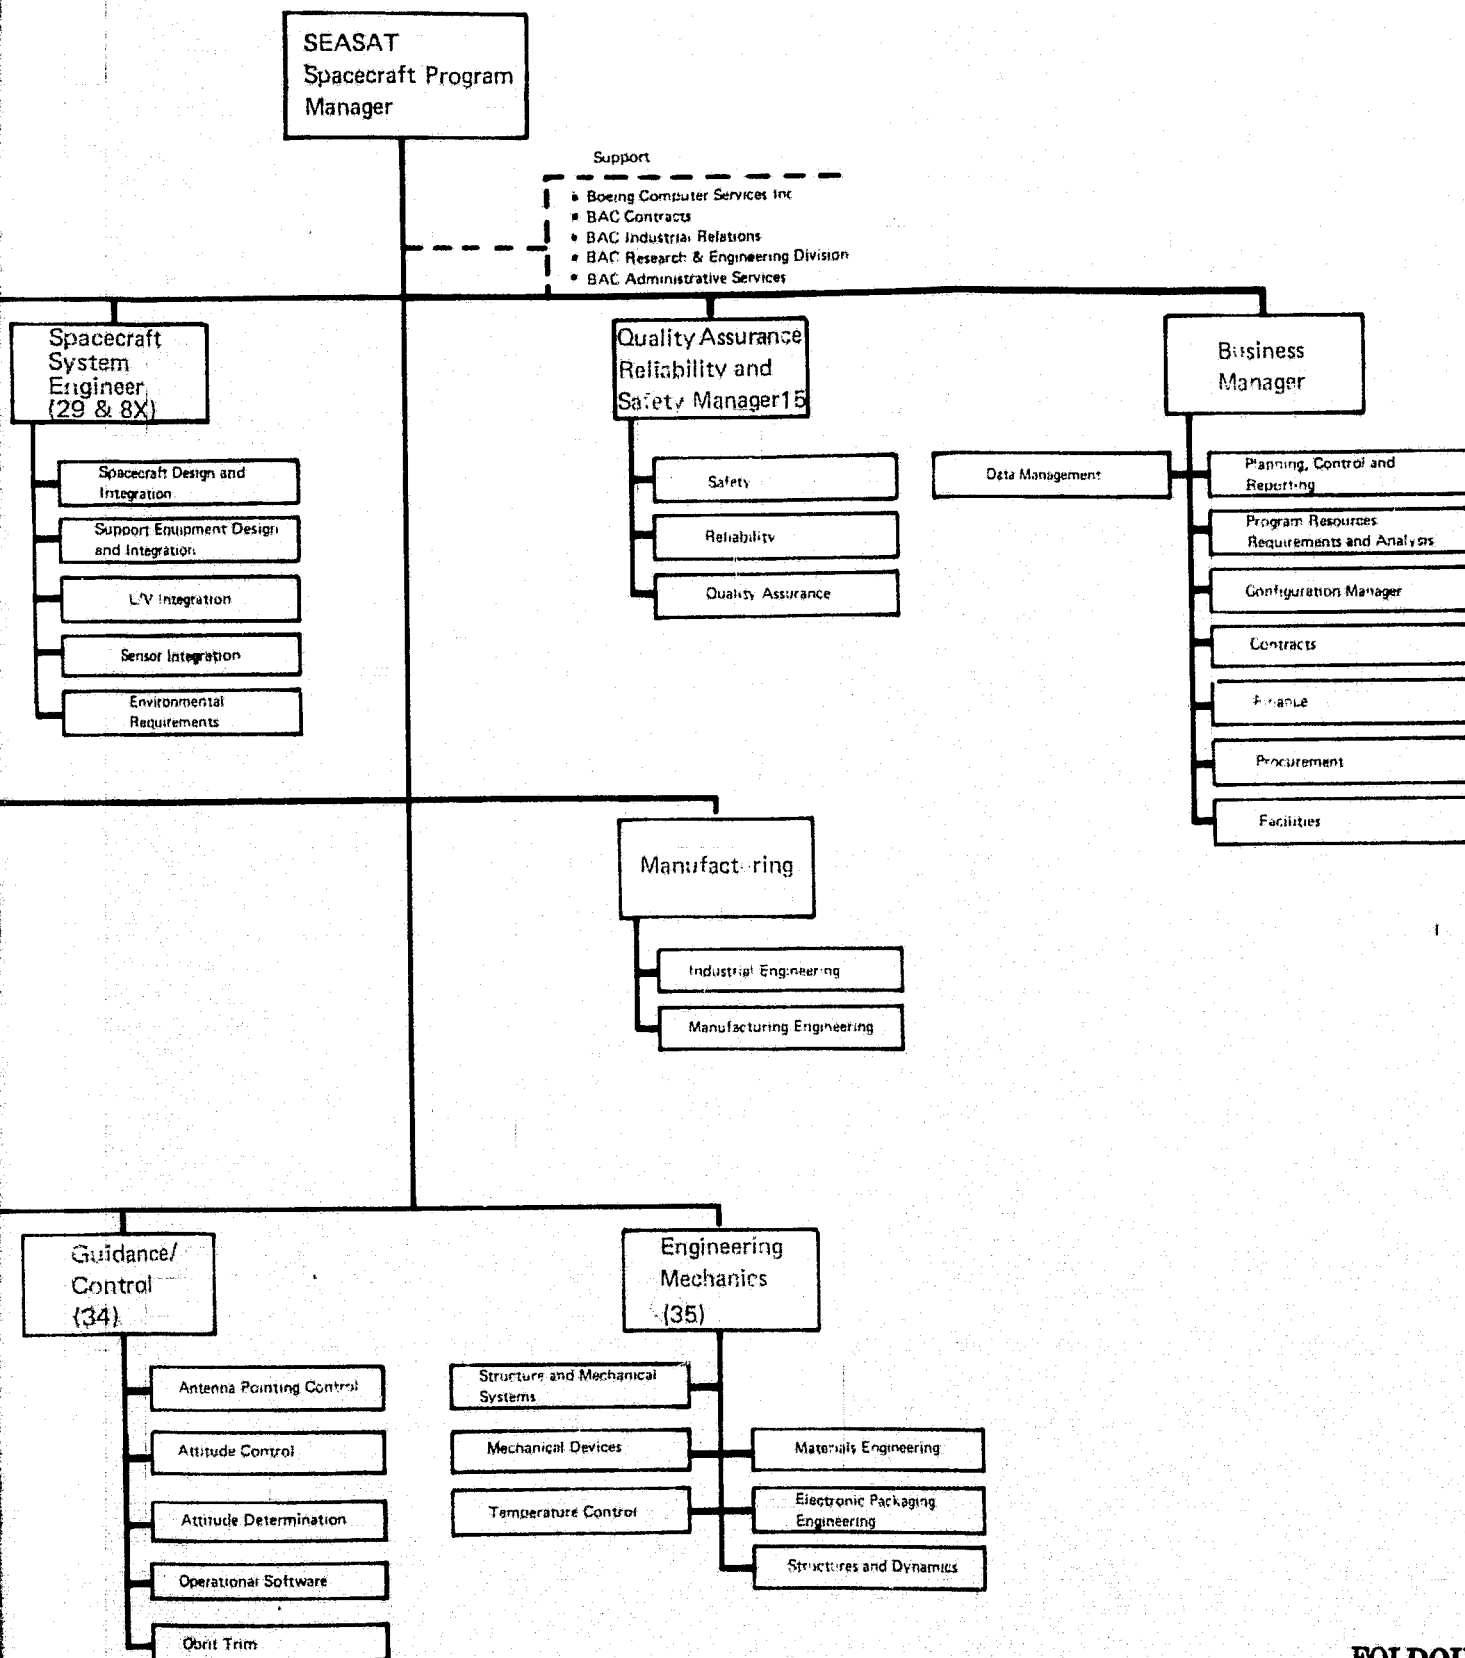 SEASAT
Spacecraft Program
Manager
Support
• Boeing Computer Services Inc
• BAC Contracts
• BAC Industrial Relations
• BAC Research & Engineering Division
• BAC Administrative Services
Spacecraft
System
Engineer
(29 & 8X)
Spacecraft Design and
Integration
Support Equipment Design
and Integration
L/V Integration
Sensor Integration
Environmental
Requirements
Quality Assurance
Reliability and
Safety Manager15
Safety
Reliability
Quality Assurance
Business
Manager
Data Management
Planning, Control and
Reporting
Program Resources
Requirements and Analysis
Configuration Manager
Contracts
Finance
Procurement
Facilities
Manufacturing
Industrial Engineering
Manufacturing Engineering
Guidance/
Control
(34)
Antenna Pointing Control
Attitude Control
Attitude Determination
Operational Software
Obrit Trim
Engineering
Mechanics
(35)
Structure and Mechanical
Systems
Mechanical Devices
Temperature Control
Materials Engineering
Electronic Packaging
Engineering
Structures and Dynamics